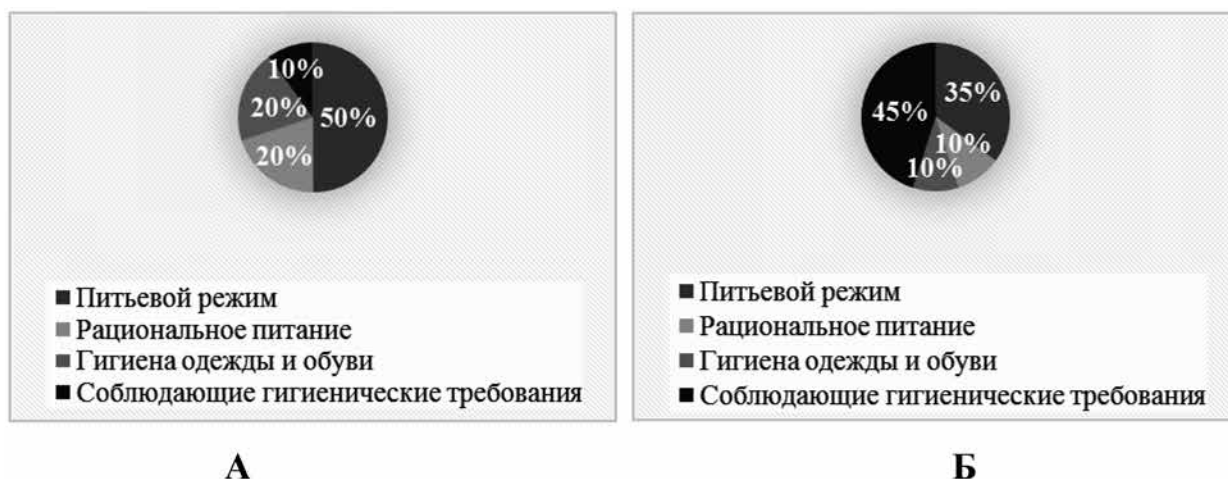 10%
20%
50%
20%
Питьевой режим
Рациональное питание
Гигиена одежды и обуви
Соблюдающие гигиенические требования
А
45%
35%
10%
10%
Питьевой режим
Рациональное питание
Гигиена одежды и обуви
Соблюдающие гигиенические требования
Б